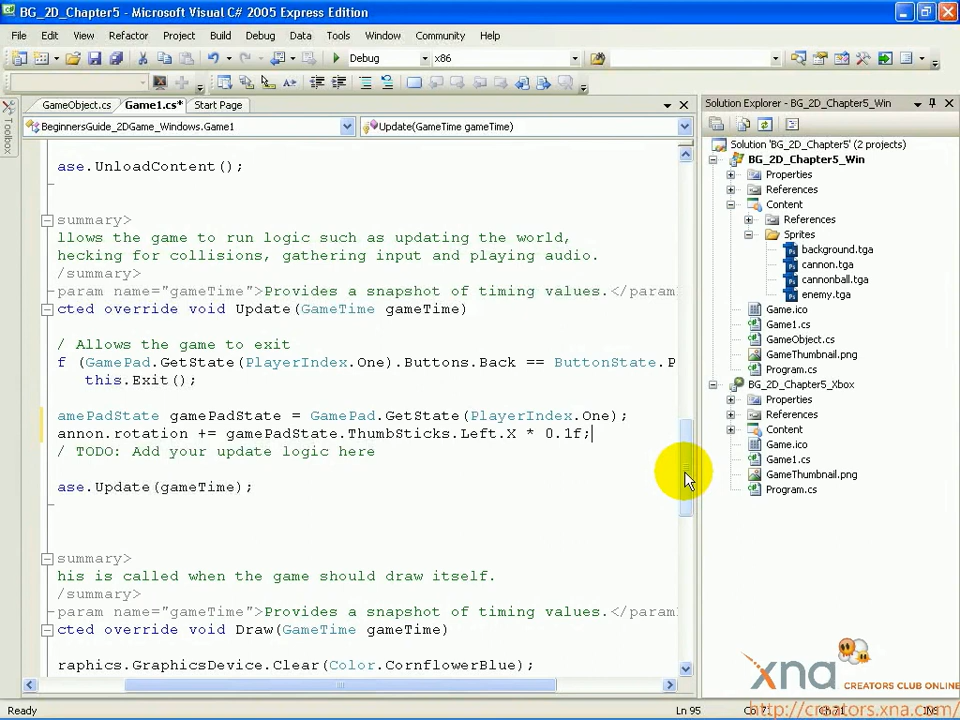 BG_2D_Chapter5 - Microsoft Visual C# 2005 Express Edition
File Edit View Refactor Project Build Debug Data Tools Window Community Help
Debug x86
GameObject.cs Game1.cs* Start Page
BeginnersGuide_2DGame_Windows.Game1 Update(GameTime gameTime)
Toolbox
ase.UnloadContent();
summary>
llows the game to run logic such as updating the world,
hecking for collisions, gathering input and playing audio.
/summary>
param name="gameTime">Provides a snapshot of timing values.</param
cted override void Update(GameTime gameTime)
/ Allows the game to exit
f (GamePad.GetState(PlayerIndex.One).Buttons.Back == ButtonState.P
this.Exit();
amePadState gamePadState = GamePad.GetState(PlayerIndex.One);
annon.rotation += gamePadState.ThumbSticks.Left.X * 0.1f;
/ TODO: Add your update logic here
ase.Update(gameTime);
summary>
his is called when the game should draw itself.
/summary>
param name="gameTime">Provides a snapshot of timing values.</param
cted override void Draw(GameTime gameTime)
raphics.GraphicsDevice.Clear(Color.CornflowerBlue);
Solution Explorer - BG_2D_Chapter5_Win
Solution 'BG_2D_Chapter5' (2 projects)
BG_2D_Chapter5_Win
Properties
References
Content
References
Sprites
background.tga
cannon.tga
cannonball.tga
enemy.tga
Game.ico
Game1.cs
GameObject.cs
GameThumbnail.png
Program.cs
BG_2D_Chapter5_Xbox
Properties
References
Content
Game.ico
Game1.cs
GameThumbnail.png
Program.cs
xna CREATORS CLUB ONLINE
http://creators.xna.com/
Ready Ln 95